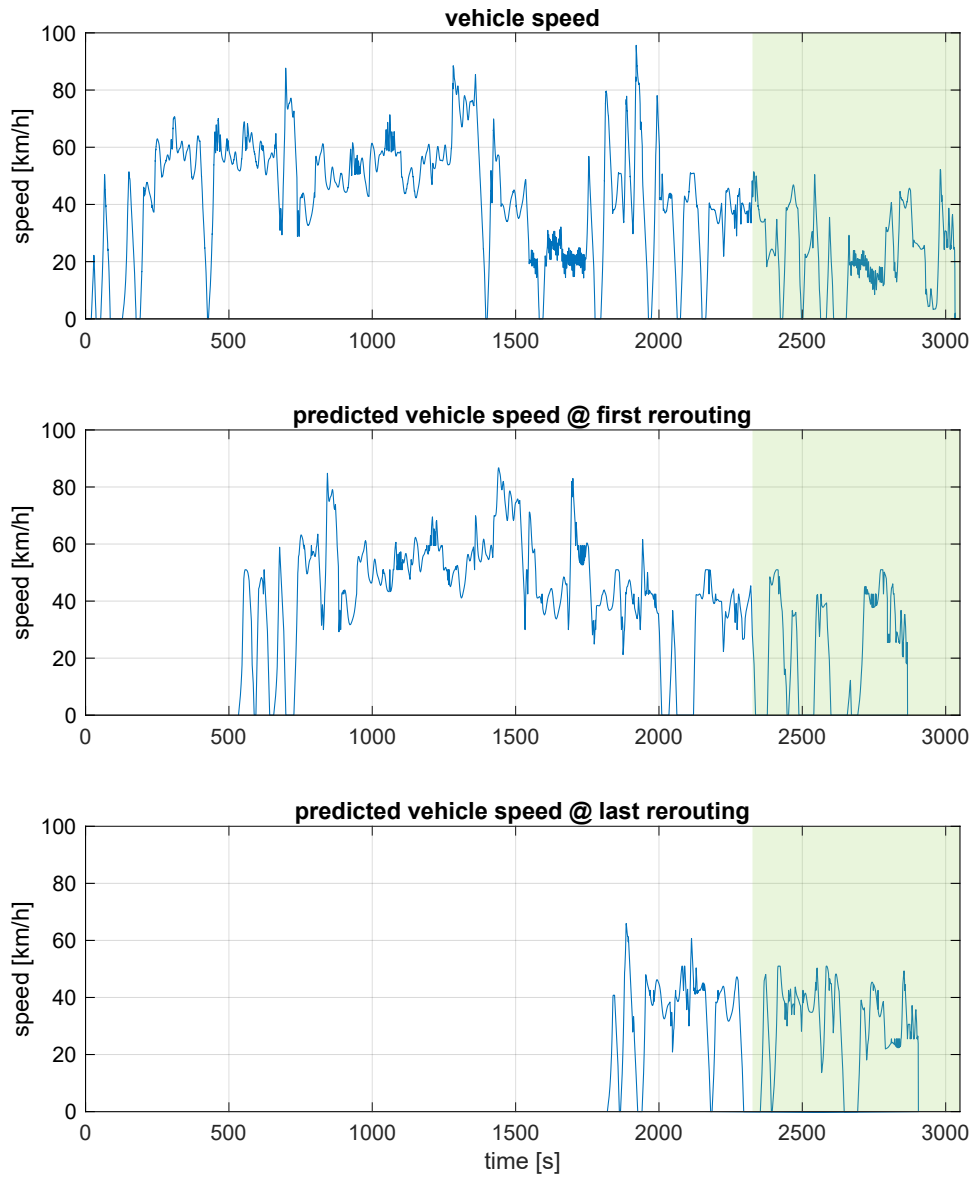 vehicle speed
100
80
60
40
20
0
speed [km/h]
0 500 1000 1500 2000 2500 3000
predicted vehicle speed @ first rerouting
100
80
60
40
20
0
speed [km/h]
0 500 1000 1500 2000 2500 3000
predicted vehicle speed @ last rerouting
100
80
60
40
20
0
speed [km/h]
0 500 1000 1500 2000 2500 3000
time [s]